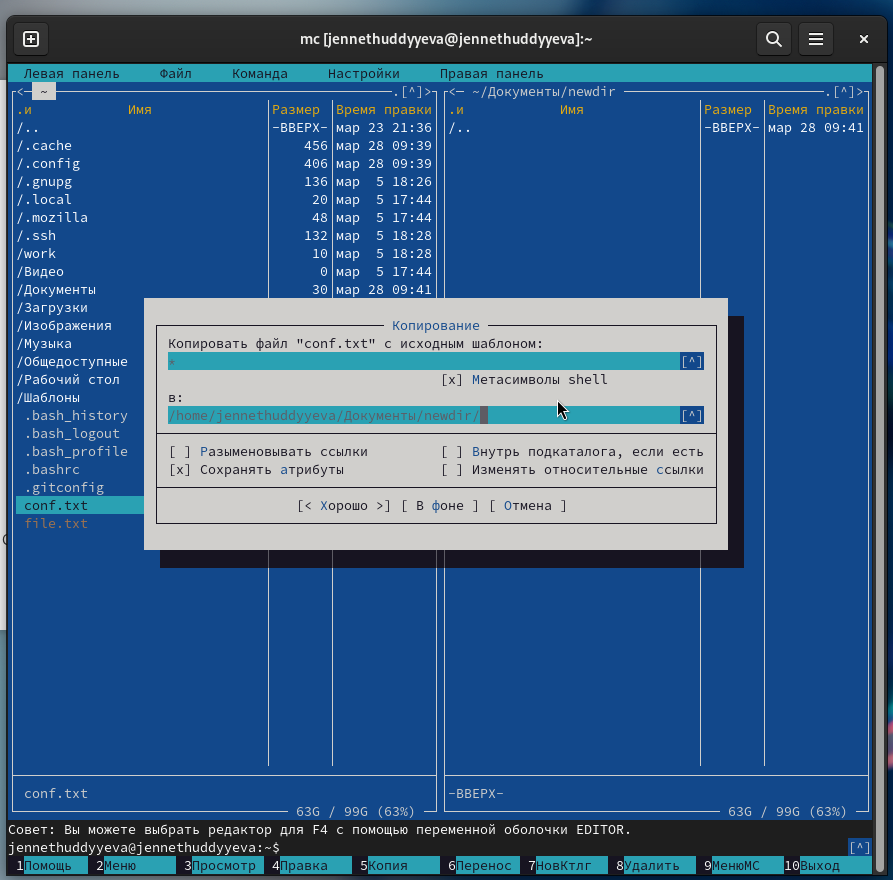 mc [jennethuddyyeva@jennethuddyyeva]:~
Левая панель Файл Команда Настройки Правая панель
<— ~ .[^]> <— ~/Документы/newdir .[^]>
.и Имя Размер Время правки .и Имя Размер Время правки
/.. -ВВЕРХ- мар 23 21:36 /.. -ВВЕРХ- мар 28 09:41
/.cache 456 мар 28 09:39
/.config 406 мар 28 09:39
/.gnupg 136 мар 5 18:26
/.local 20 мар 5 17:44
/.mozilla 48 мар 5 17:44
/.ssh 132 мар 5 18:28
/work 10 мар 5 18:28
/Видео 0 мар 5 17:44
/Документы 30 мар 28 09:41
/Загрузки
/Изображения
/Музыка
/Общедоступные
/Рабочий стол
/Шаблоны
.bash_history
.bash_logout
.bash_profile
.bashrc
.gitconfig
conf.txt
file.txt
Копирование
Копировать файл "conf.txt" с исходным шаблоном:
* [^]
[x] Метасимволы shell
в:
/home/jennethuddyyeva/Документы/newdir/ [^]
[ ] Разыменовывать ссылки [ ] Внутрь подкаталога, если есть
[x] Сохранять атрибуты [ ] Изменять относительные ссылки
[< Хорошо >] [ В фоне ] [ Отмена ]
conf.txt -ВВЕРХ-
63G / 99G (63%) 63G / 99G (63%)
Совет: Вы можете выбрать редактор для F4 с помощью переменной оболочки EDITOR.
jennethuddyyeva@jennethuddyyeva:~$ [^]
1Помощь 2Меню 3Просмотр 4Правка 5Копия 6Перенос 7НовКтлг 8Удалить 9МенюMC 10Выход